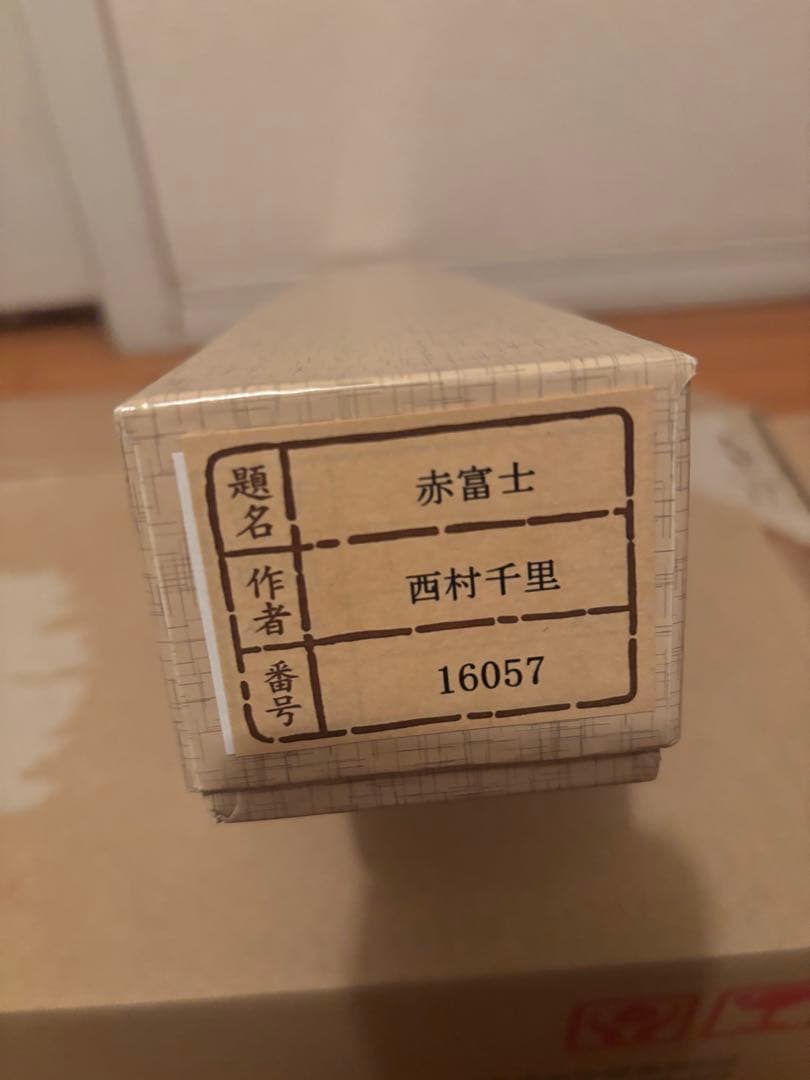 題名 赤富士
作者 西村千里
番号 16057